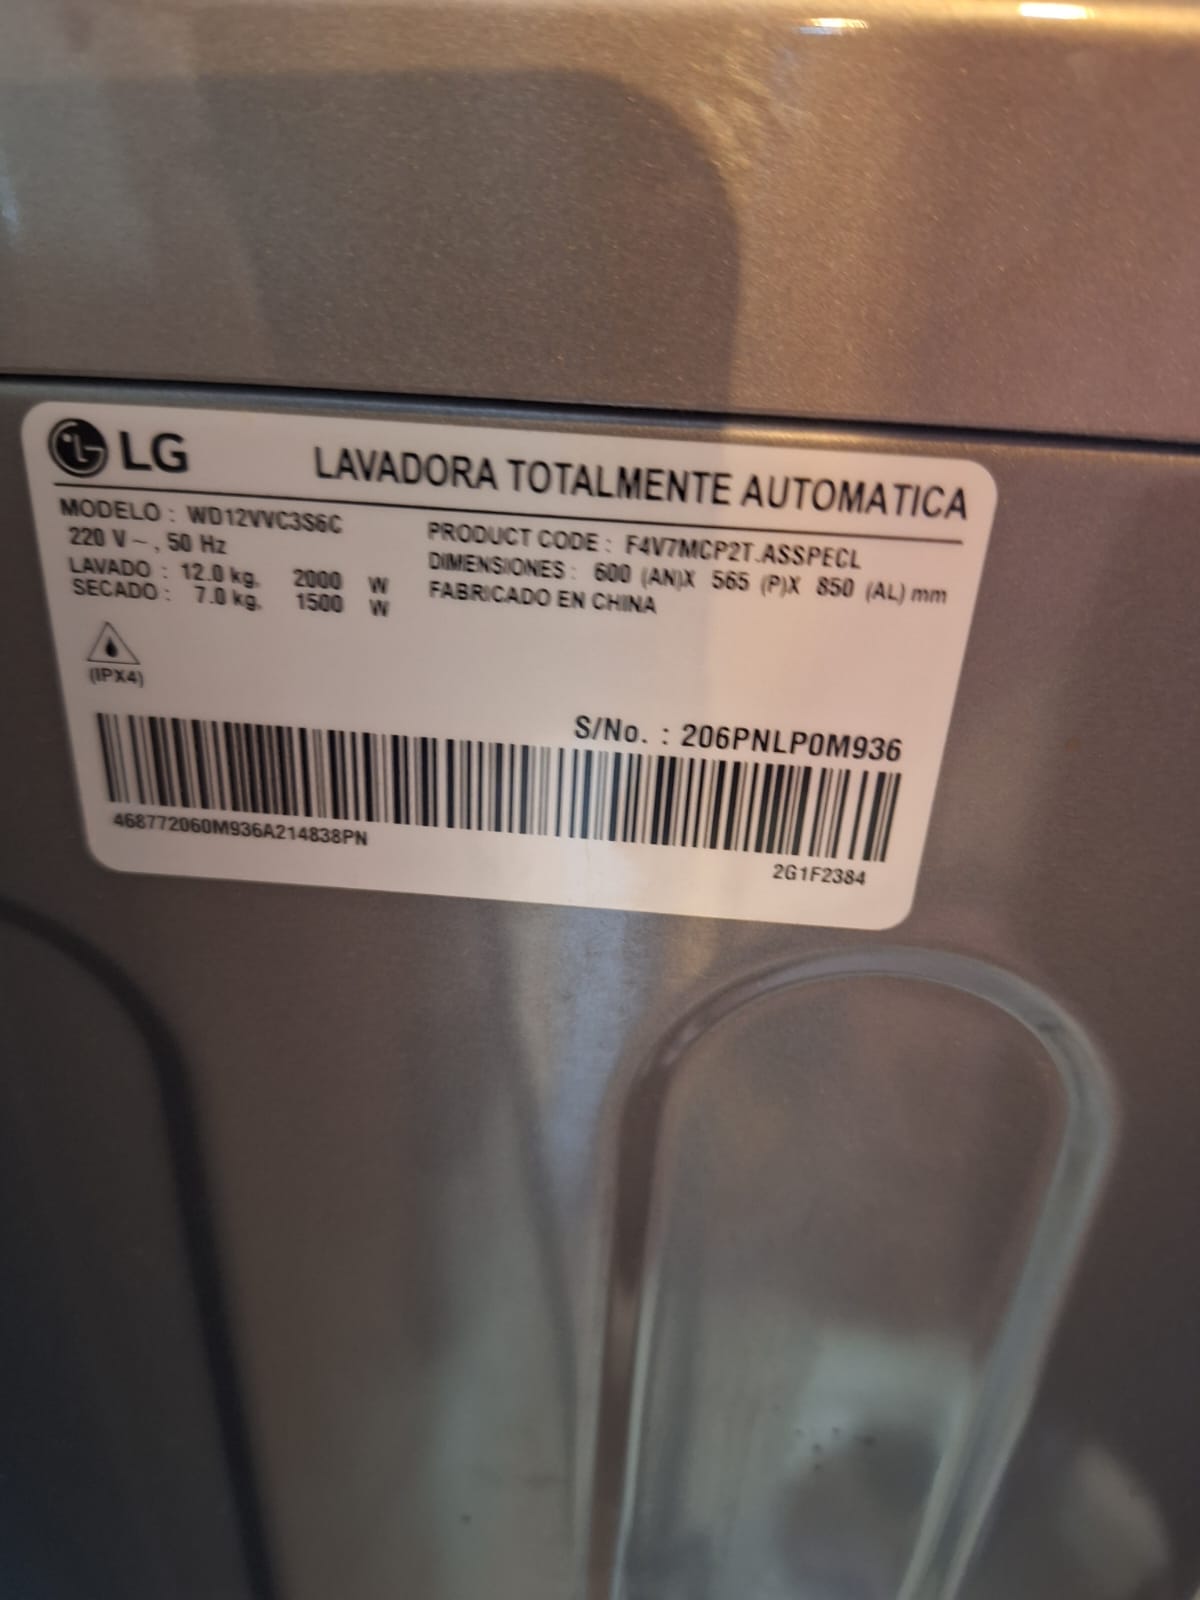 LG LAVADORA TOTALMENTE AUTOMATICA
MODELO : WD12VVC3S6C
220 V ~ , 50 Hz
LAVADO : 12.0 kg, 2000 W
SECADO : 7.0 kg, 1500 W
PRODUCT CODE : F4V7MCP2T.ASSPECL
DIMENSIONES : 600 (AN)X 565 (P)X 850 (AL) mm
FABRICADO EN CHINA
(IPX4)
S/No. : 206PNLP0M936
468772060M936A214838PN
2G1F2384